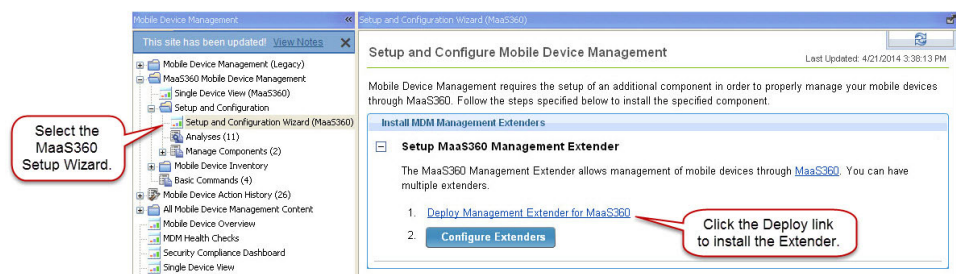 Mobile Device Management «
This site has been updated! View Notes X
Mobile Device Management (Legacy)
MaaS360 Mobile Device Management
Single Device View (MaaS360)
Setup and Configuration
Setup and Configuration Wizard (MaaS360)
Analyses (11)
Manage Components (2)
Mobile Device Inventory
Basic Commands (4)
Mobile Device Action History (26)
All Mobile Device Management Content
Mobile Device Overview
MDM Health Checks
Security Compliance Dashboard
Single Device View
Select the
MaaS360
Setup Wizard.
Setup and Configuration Wizard (MaaS360)
Setup and Configure Mobile Device Management
Last Updated: 4/21/2014 3:38:13 PM
Mobile Device Management requires the setup of an additional component in order to properly manage your mobile devices
through MaaS360. Follow the steps specified below to install the specified component.
Install MDM Management Extenders
Setup MaaS360 Management Extender
The MaaS360 Management Extender allows management of mobile devices through MaaS360. You can have
multiple extenders.
1. Deploy Management Extender for MaaS360
2. Configure Extenders
Click the Deploy link
to install the Extender.